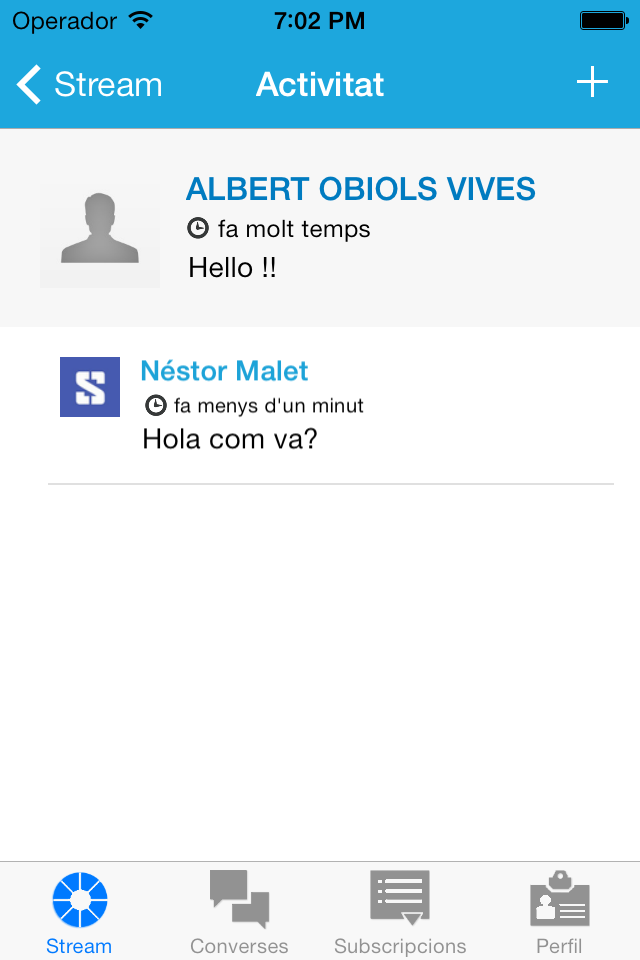 Operador 7:02 PM
Stream Activitat +
ALBERT OBIOLS VIVES
fa molt temps
Hello !!
S
Néstor Malet
fa menys d'un minut
Hola com va?
Stream Converses Subscripcions Perfil